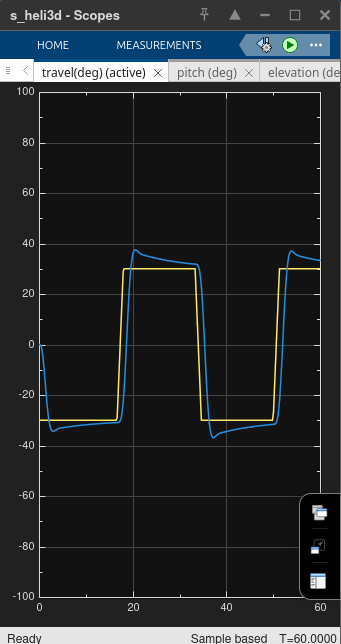 s_heli3d - Scopes
HOME MEASUREMENTS
travel(deg) (active) pitch (deg) elevation (de
100
80
60
40
20
0
-20
-40
-60
-80
-100
0 20 40 60
Ready Sample based T=60.0000